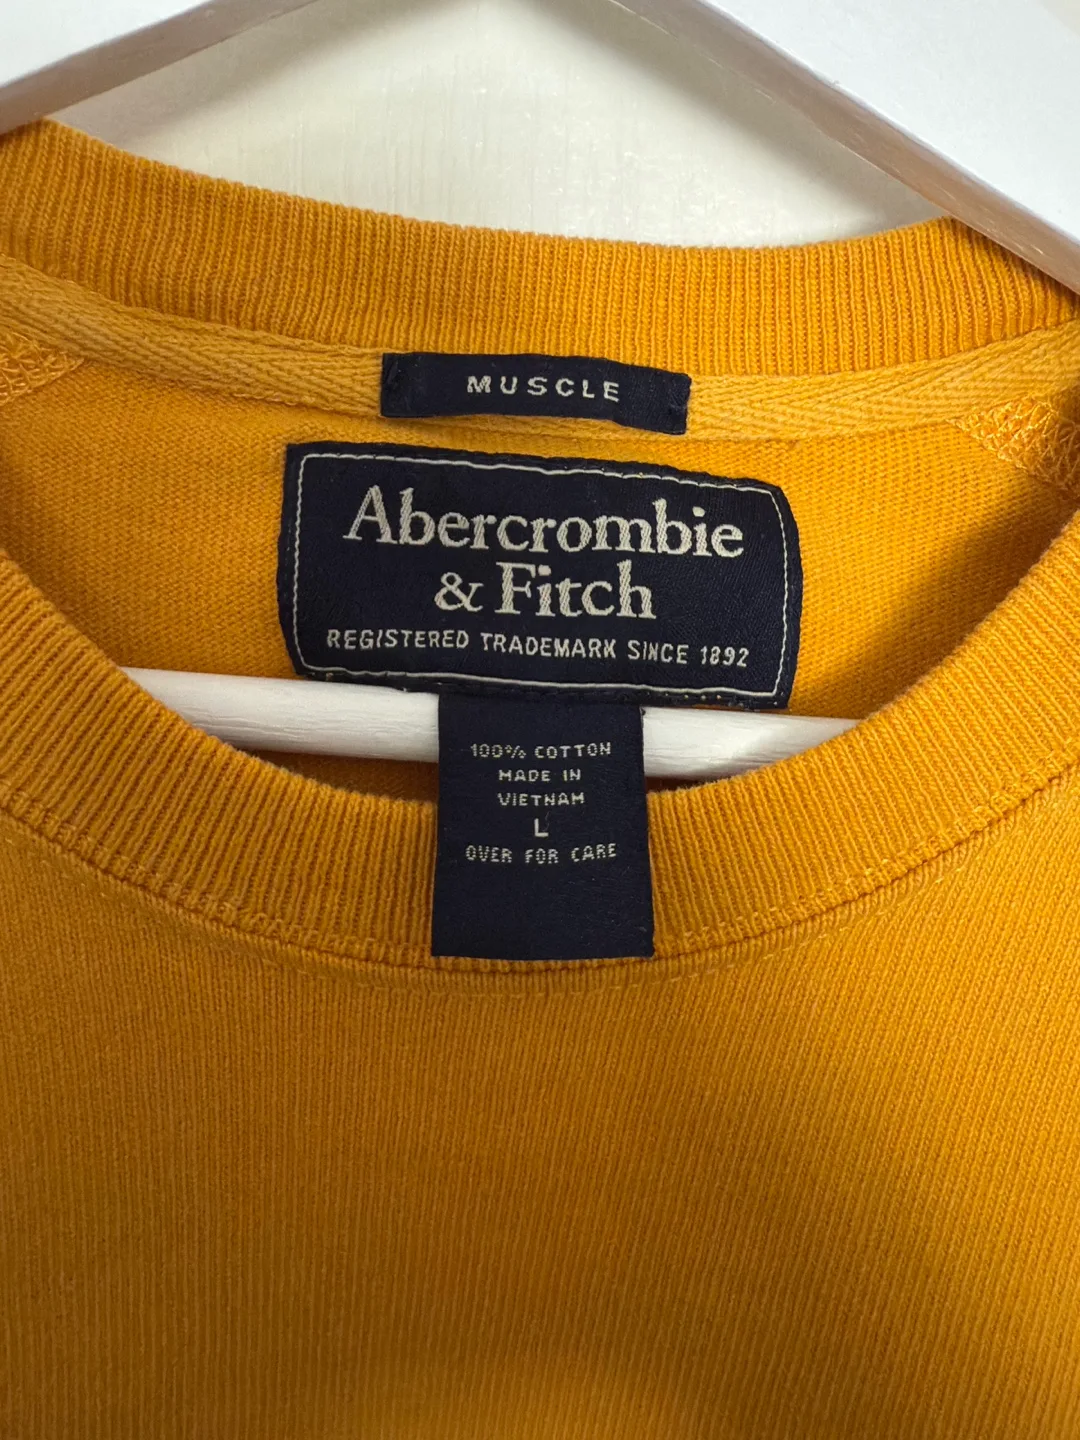 MUSCLE
Abercrombie
& Fitch
REGISTERED TRADEMARK SINCE 1892
100% COTTON
MADE IN
VIETNAM
L
OVER FOR CARE